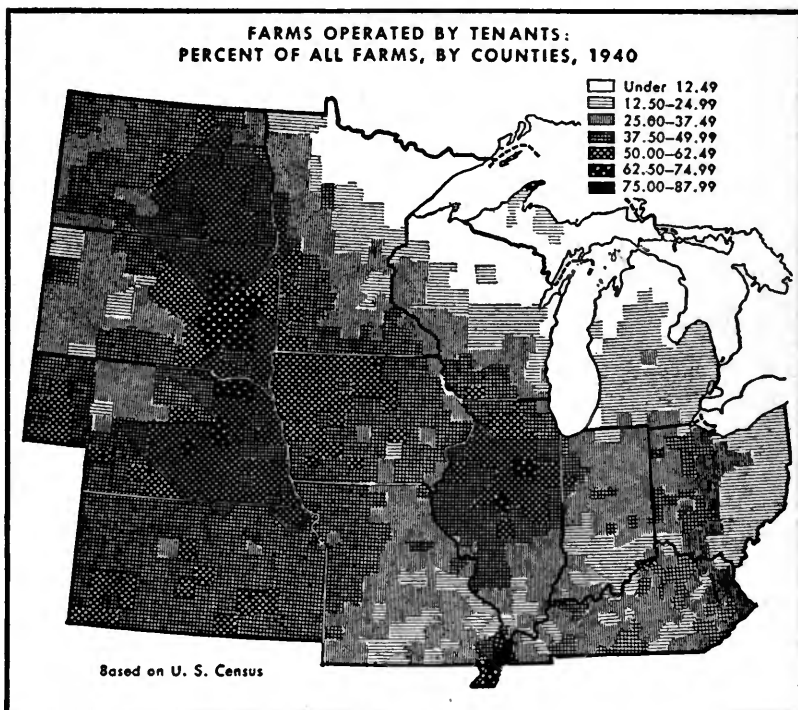 FARMS OPERATED BY TENANTS:
PERCENT OF ALL FARMS, BY COUNTIES, 1940
Under 12.49
12.50–24.99
25.00–37.49
37.50–49.99
50.00–62.49
62.50–74.99
75.00–87.99
Based on U. S. Census